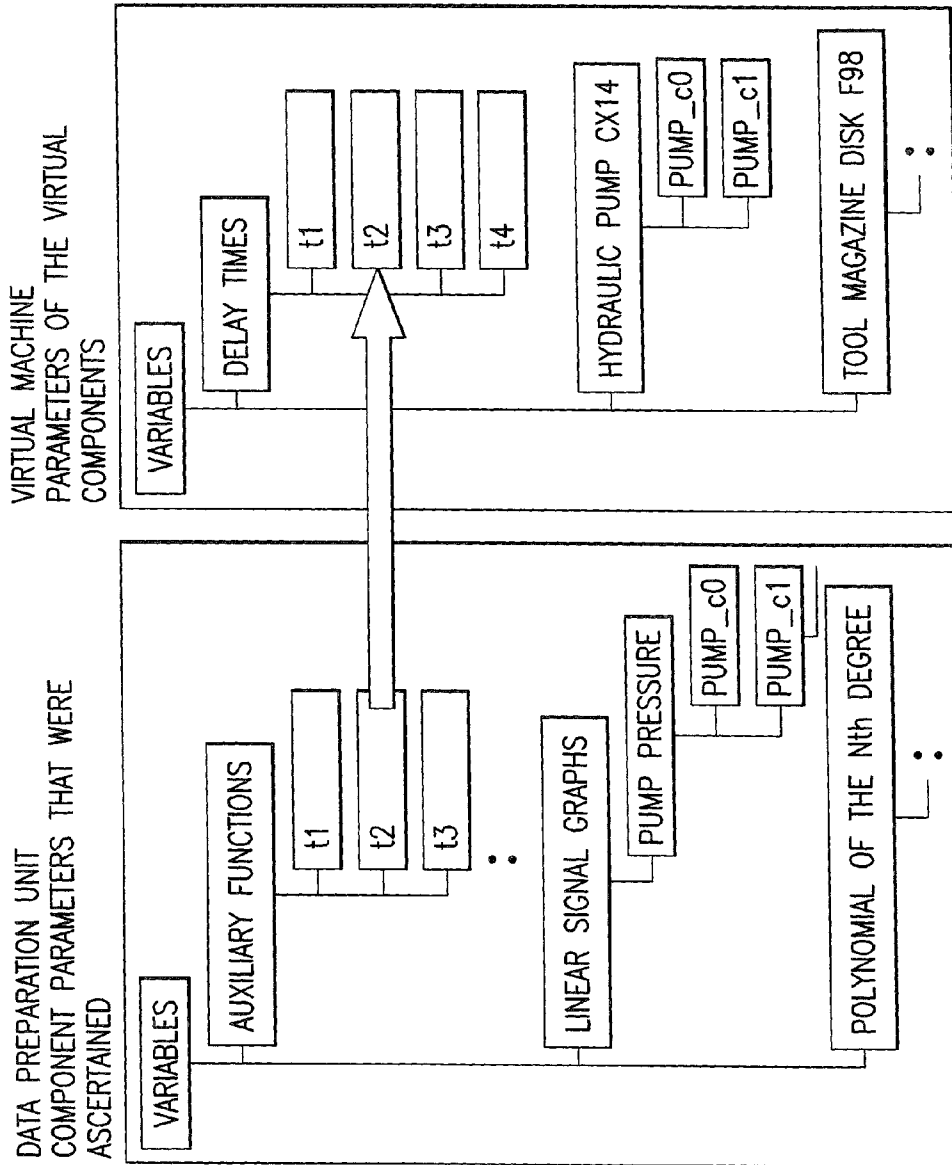 DATA PREPARATION UNIT
COMPONENT PARAMETERS THAT WERE
ASCERTAINED
VARIABLES
AUXILIARY FUNCTIONS
t1
t2
t3
LINEAR SIGNAL GRAPHS
PUMP PRESSURE
PUMP_c0
PUMP_c1
POLYNOMIAL OF THE Nth DEGREE
VIRTUAL MACHINE
PARAMETERS OF THE VIRTUAL
COMPONENTS
VARIABLES
DELAY TIMES
t1
t2
t3
t4
HYDRAULIC PUMP CX14
PUMP_c0
PUMP_c1
TOOL MAGAZINE DISK F98